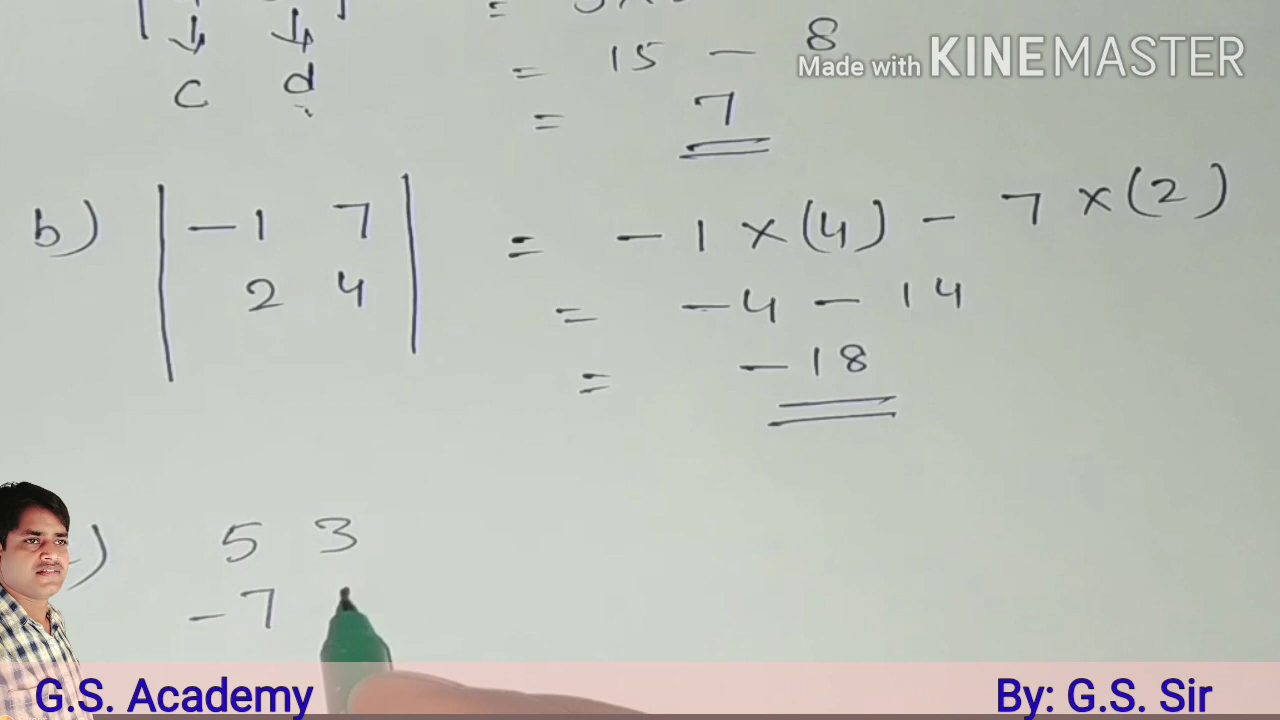 = 15 - 8
c d
= 7
Made with KINEMASTER
b) | -1 7 | = -1 × (4) - 7 × (2)
| 2 4 | = -4 - 14
= -18
) 5 3
-7
G.S. Academy
By: G.S. Sir